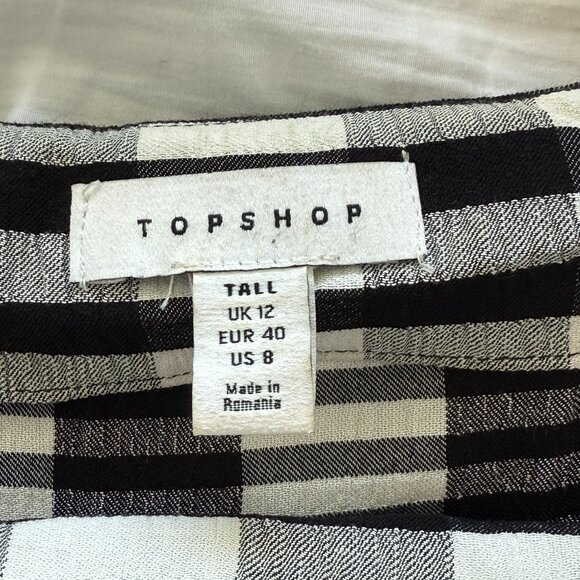 TOPSHOP
TALL
UK 12
EUR 40
US 8
Made in
Romania